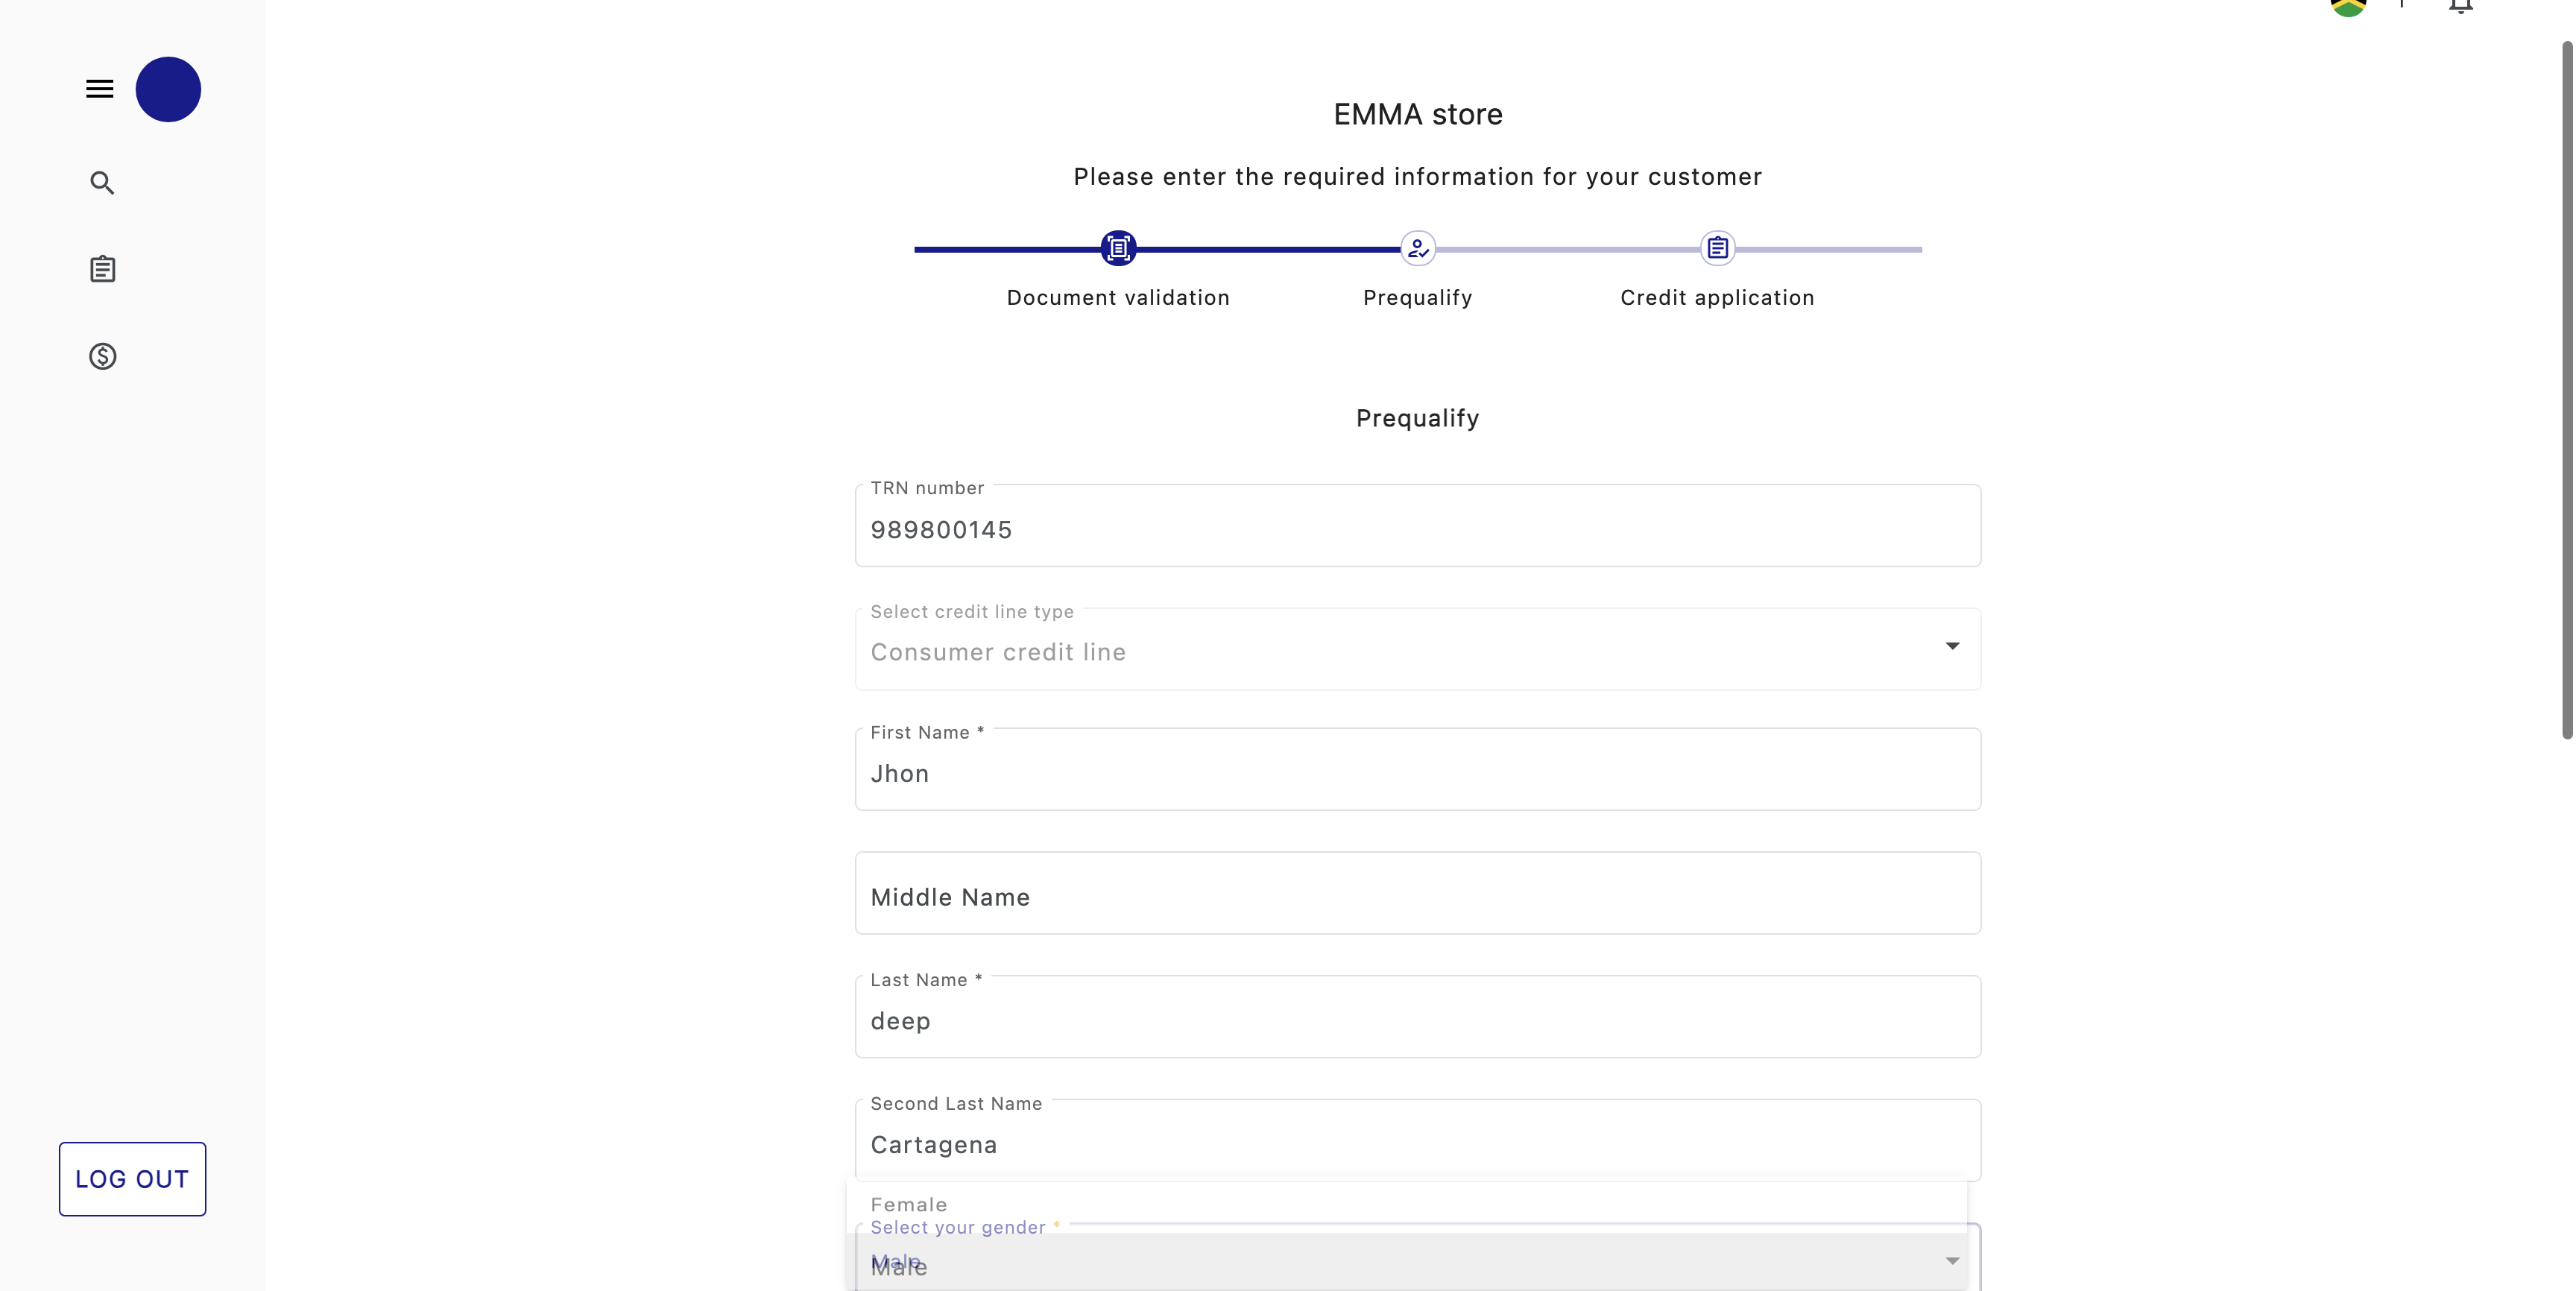 EMMA store
Please enter the required information for your customer
Document validation
Prequalify
Credit application
Prequalify
TRN number
989800145
Select credit line type
Consumer credit line
First Name *
Jhon
Middle Name
Last Name *
deep
Second Last Name
Cartagena
Female
Select your gender *
Male
Male
LOG OUT